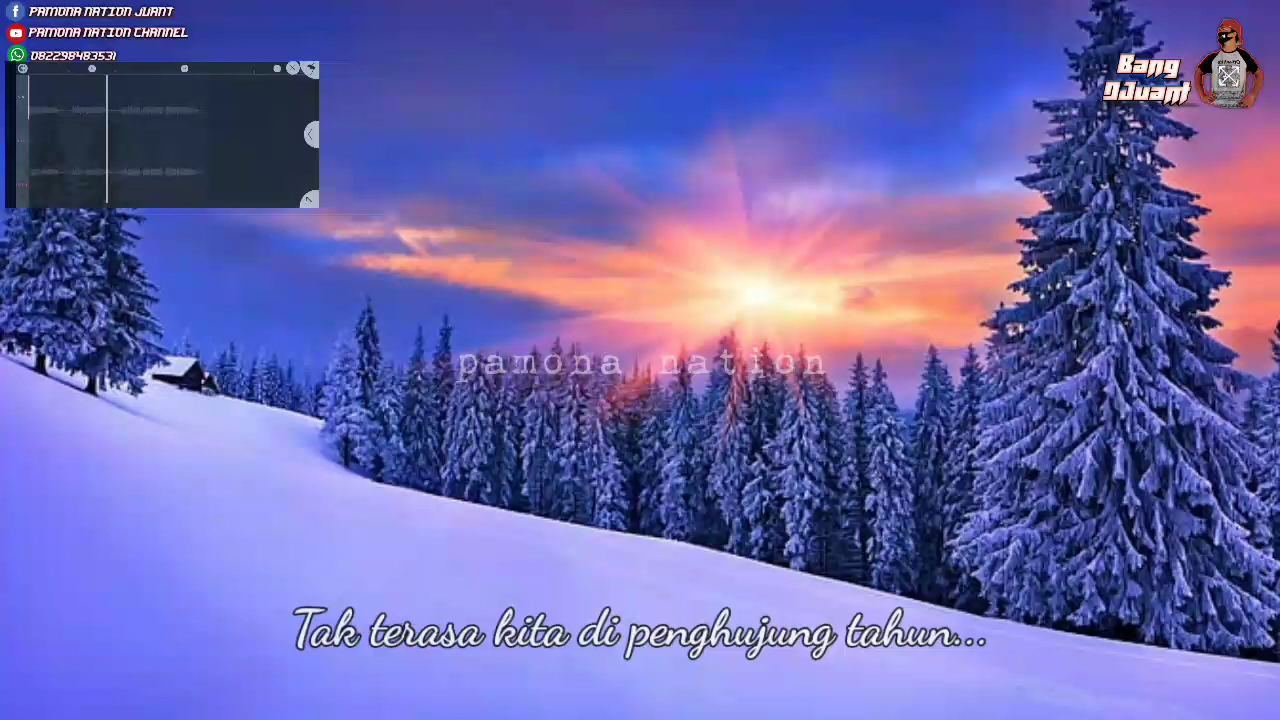 PAMONA NATION JUANT
PAMONA NATION CHANNEL
082298483531
Bang
DJuant
pamona nation
Tak terasa kita di penghujung tahun...